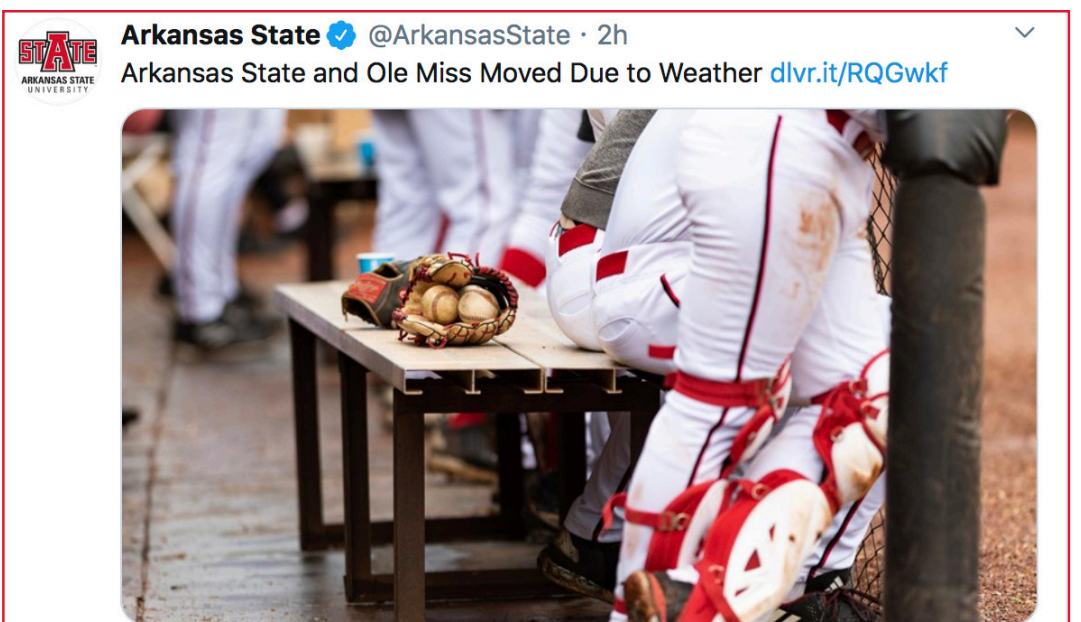 Arkansas State @ArkansasState · 2h
Arkansas State and Ole Miss Moved Due to Weather dlvr.it/RQGwkf
STATE
ARKANSAS STATE
UNIVERSITY